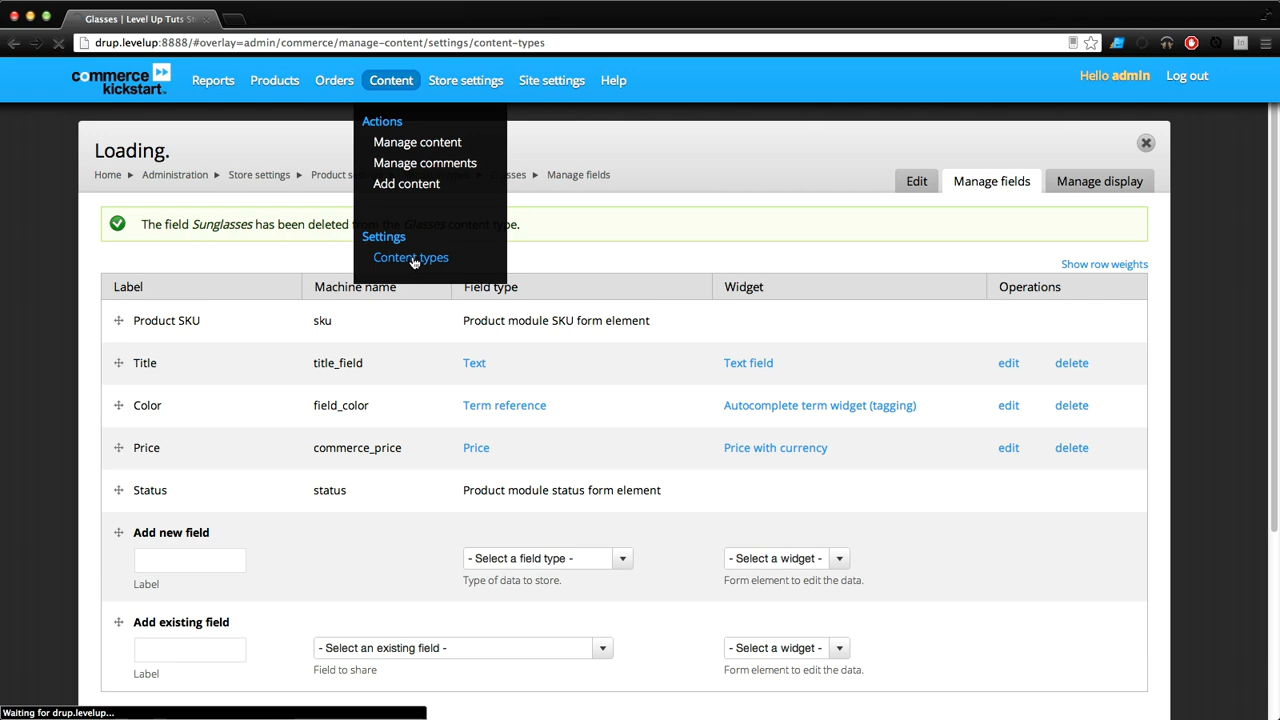 Glasses | Level Up Tuts St
drup.levelup:8888/#overlay=admin/commerce/manage-content/settings/content-types
commerce kickstart.
Reports Products Orders Content Store settings Site settings Help
Hello admin Log out
Actions
Manage content
Manage comments
Add content
Settings
Content types
Loading.
Home Administration Store settings Product Manage fields
Edit Manage fields Manage display
The field Sunglasses has been deleted from the Glasses content type.
Show row weights
Label Machine name Field type Widget Operations
Product SKU sku Product module SKU form element
Title title_field Text Text field edit delete
Color field_color Term reference Autocomplete term widget (tagging) edit delete
Price commerce_price Price Price with currency edit delete
Status status Product module status form element
Add new field
- Select a field type - - Select a widget -
Label Type of data to store. Form element to edit the data.
Add existing field
- Select an existing field - - Select a widget -
Label Field to share Form element to edit the data.
Waiting for drup.levelup...